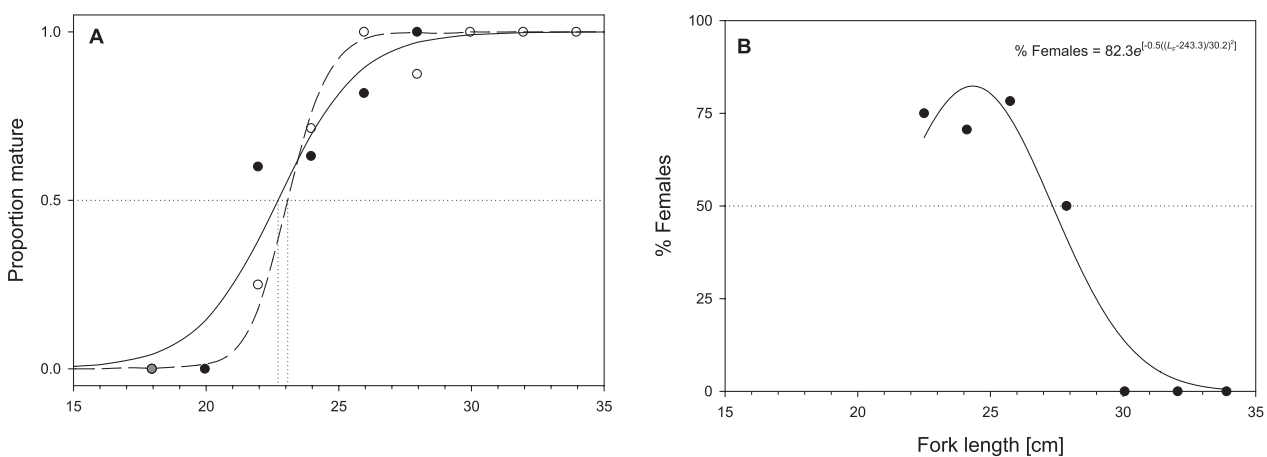 A
Proportion mature
1.0
0.5
0.0
15 20 25 30 35
B
% Females = 82.3e[-0.5((LF-243.3)/30.2)²]
% Females
100
75
50
25
0
15 20 25 30 35
Fork length [cm]